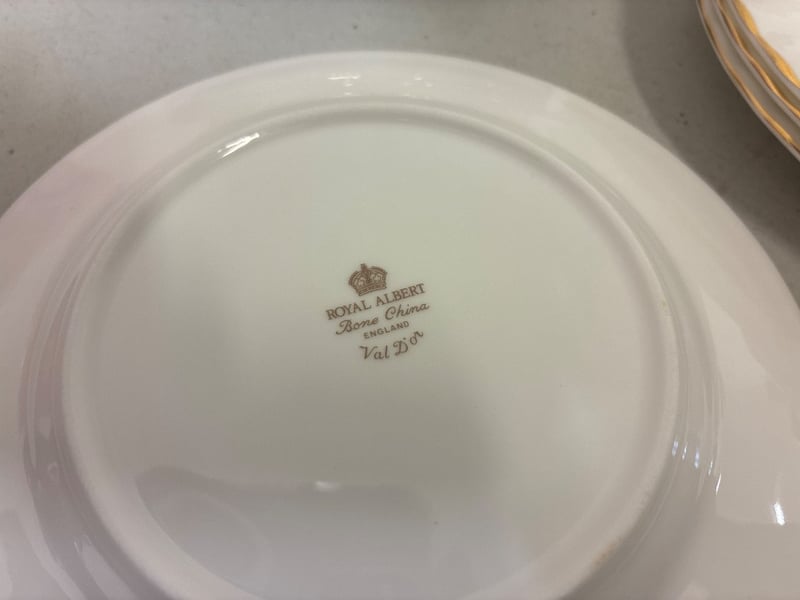 ROYAL ALBERT
Bone China
ENGLAND
Val D'or